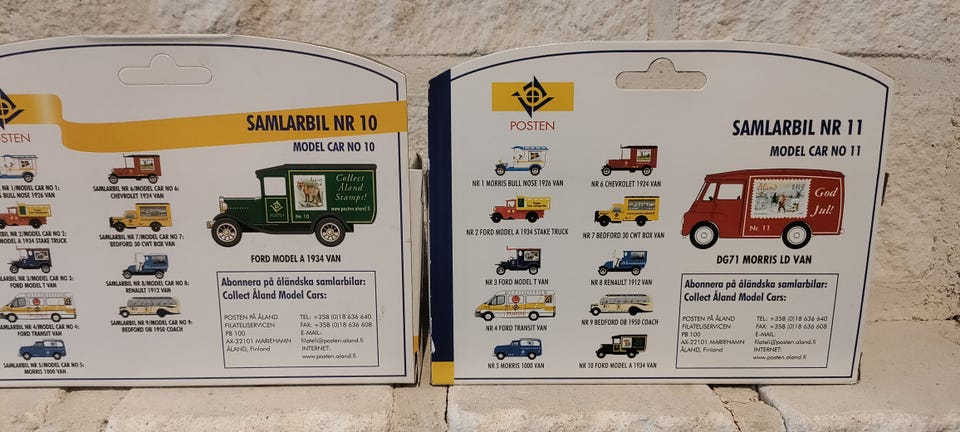 POSTEN
SAMLARBIL NR 10
MODEL CAR NO 10
NR 1/MODEL CAR NO 1:
BULL NOSE 1926 VAN
SAMLARBIL NR 6/MODEL CAR NO 6:
CHEVROLET 1924 VAN
NR 2/MODEL CAR NO 2:
A 1934 STAKE TRUCK
SAMLARBIL NR 7/MODEL CAR NO 7:
BEDFORD 30 CWT BOX VAN
NR 3/MODEL CAR NO 3:
FORD MODEL T VAN
SAMLARBIL NR 8/MODEL CAR NO 8:
RENAULT 1912 VAN
NR 4/MODEL CAR NO 4:
FORD TRANSIT VAN
SAMLARBIL NR 9/MODEL CAR NO 9:
BEDFORD OB 1950 COACH
SAMLARBIL NR 5/MODEL CAR NO 5:
MORRIS 1000 VAN
Collect
Åland
Stamps!
www.posten.aland.fi
POSTEN
Nr 10
FORD MODEL A 1934 VAN
Abonnera på åländska samlarbilar:
Collect Åland Model Cars:
POSTEN PÅ ÅLAND
FILATELISERVICEN
PB 100
AX-22101 MARIEHAMN
ÅLAND, Finland
TEL: +358 (0)18 636 640
FAX: +358 (0)18 636 608
E-MAIL:
filateli@posten.aland.fi
INTERNET:
www.posten.aland.fi
POSTEN
SAMLARBIL NR 11
MODEL CAR NO 11
NR 1 MORRIS BULL NOSE 1926 VAN
NR 6 CHEVROLET 1924 VAN
NR 2 FORD MODEL A 1934 STAKE TRUCK
NR 7 BEDFORD 30 CWT BOX VAN
NR 3 FORD MODEL T VAN
NR 8 RENAULT 1912 VAN
NR 4 FORD TRANSIT VAN
NR 9 BEDFORD OB 1950 COACH
NR 5 MORRIS 1000 VAN
NR 10 FORD MODEL A 1934 VAN
Åland
God
Jul!
Nr. 11
DG71 MORRIS LD VAN
Abonnera på åländska samlarbilar:
Collect Åland Model Cars:
POSTEN PÅ ÅLAND
FILATELISERVICEN
PB 100
AX-22101 MARIEHAMN
ÅLAND, Finland
TEL: +358 (0)18 636 640
FAX: +358 (0)18 636 608
E-MAIL:
filateli@posten.aland.fi
INTERNET:
www.posten.aland.fi